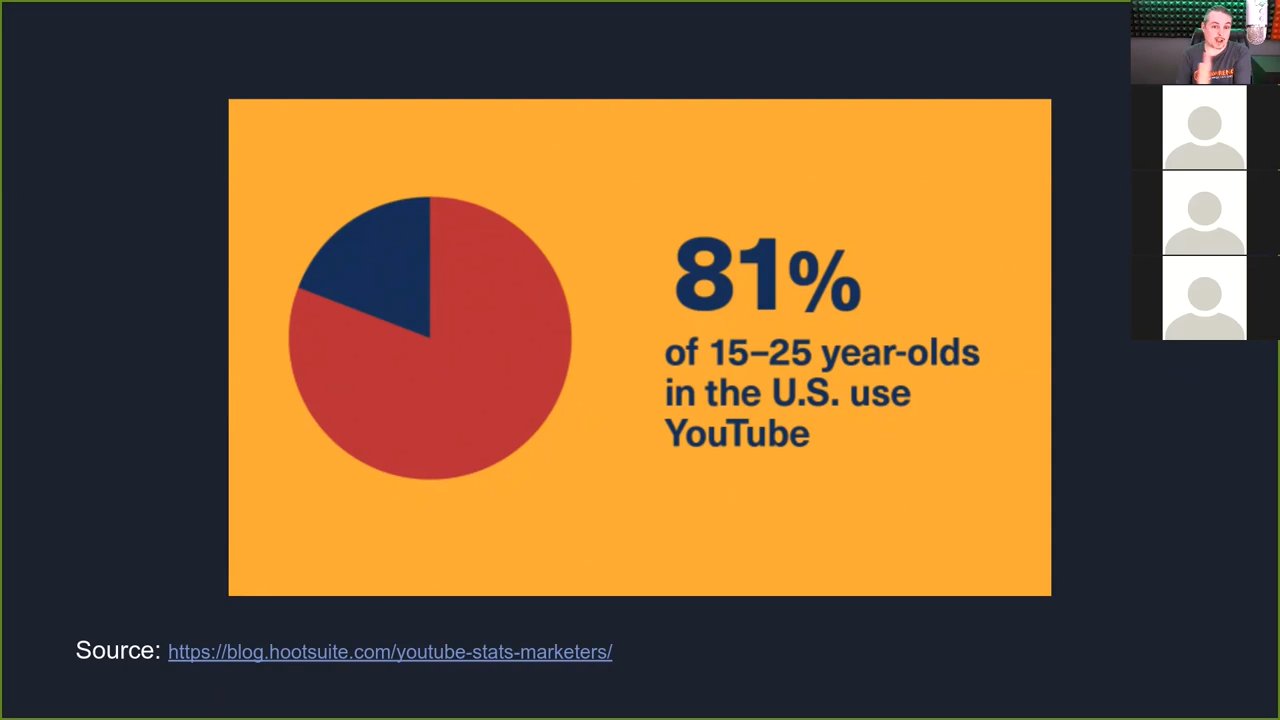 81%
of 15–25 year-olds
in the U.S. use
YouTube
Source: https://blog.hootsuite.com/youtube-stats-marketers/